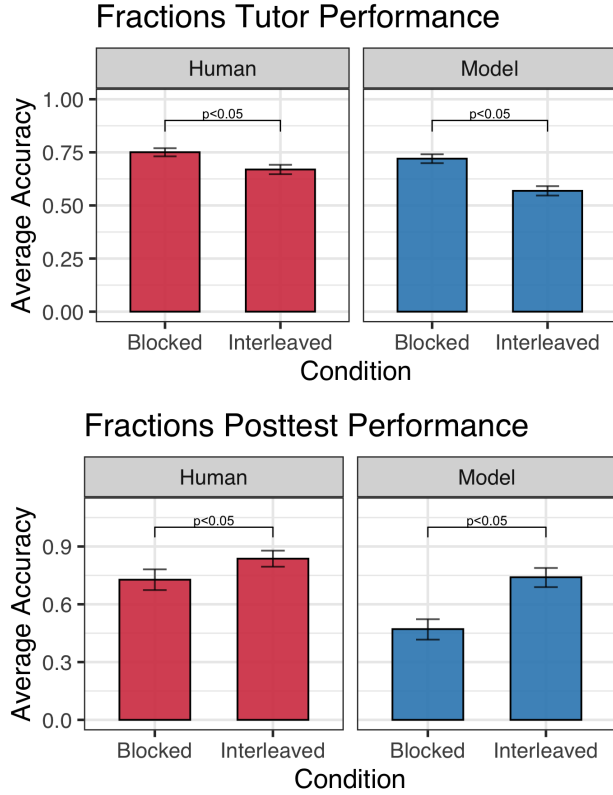 Fractions Tutor Performance
Human
Model
Average Accuracy
1.00
0.75
0.50
0.25
0.00
p<0.05
p<0.05
Blocked
Interleaved
Blocked
Interleaved
Condition
Fractions Posttest Performance
Human
Model
Average Accuracy
0.9
0.6
0.3
0.0
p<0.05
p<0.05
Blocked
Interleaved
Blocked
Interleaved
Condition